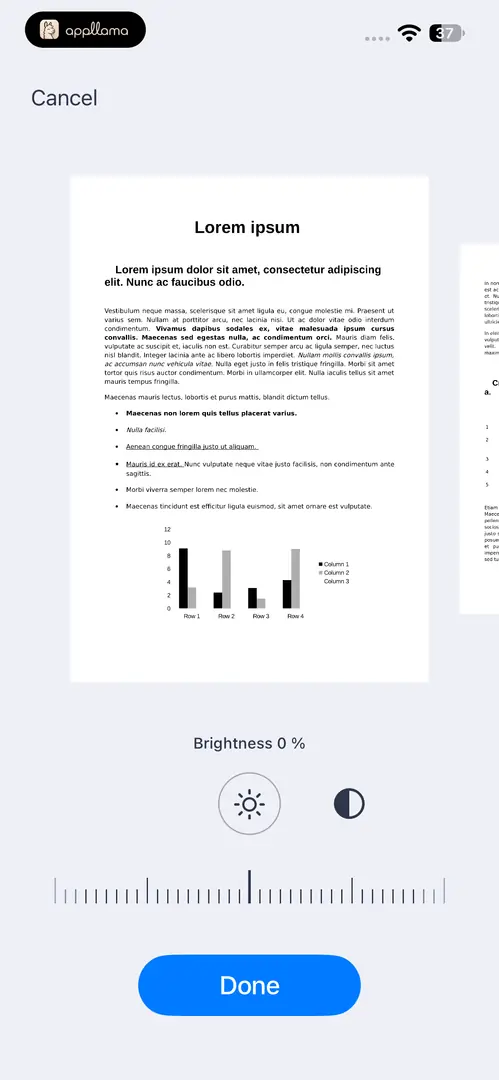 appllama
37
Cancel
Lorem ipsum
Lorem ipsum dolor sit amet, consectetur adipiscing
elit. Nunc ac faucibus odio.
Vestibulum neque massa, scelerisque sit amet ligula eu, congue molestie mi. Praesent ut
varius sem. Nullam at porttitor arcu, nec lacinia nisi. Ut ac dolor vitae odio interdum
condimentum. Vivamus dapibus sodales ex, vitae malesuada ipsum cursus
convallis. Maecenas sed egestas nulla, ac condimentum orci. Mauris diam felis,
vulputate ac suscipit et, iaculis non est. Curabitur semper arcu ac ligula semper, nec luctus
nisl blandit. Integer lacinia ante ac libero lobortis imperdiet. Nullam mollis convallis ipsum,
ac accumsan nunc vehicula vitae. Nulla eget justo in felis tristique fringilla. Morbi sit amet
tortor quis risus auctor condimentum. Morbi in ullamcorper elit. Nulla iaculis tellus sit amet
mauris tempus fringilla.
Maecenas mauris lectus, lobortis et purus mattis, blandit dictum tellus.
• Maecenas non lorem quis tellus placerat varius.
• Nulla facilisi.
• Aenean congue fringilla justo ut aliquam.
• Mauris id ex erat. Nunc vulputate neque vitae justo facilisis, non condimentum ante
sagittis.
• Morbi viverra semper lorem nec molestie.
• Maecenas tincidunt est efficitur ligula euismod, sit amet ornare est vulputate.
12
10
8
6
4
2
0
Row 1 Row 2 Row 3 Row 4
Column 1
Column 2
Column 3
1
2
3
4
5
Brightness 0 %
Done